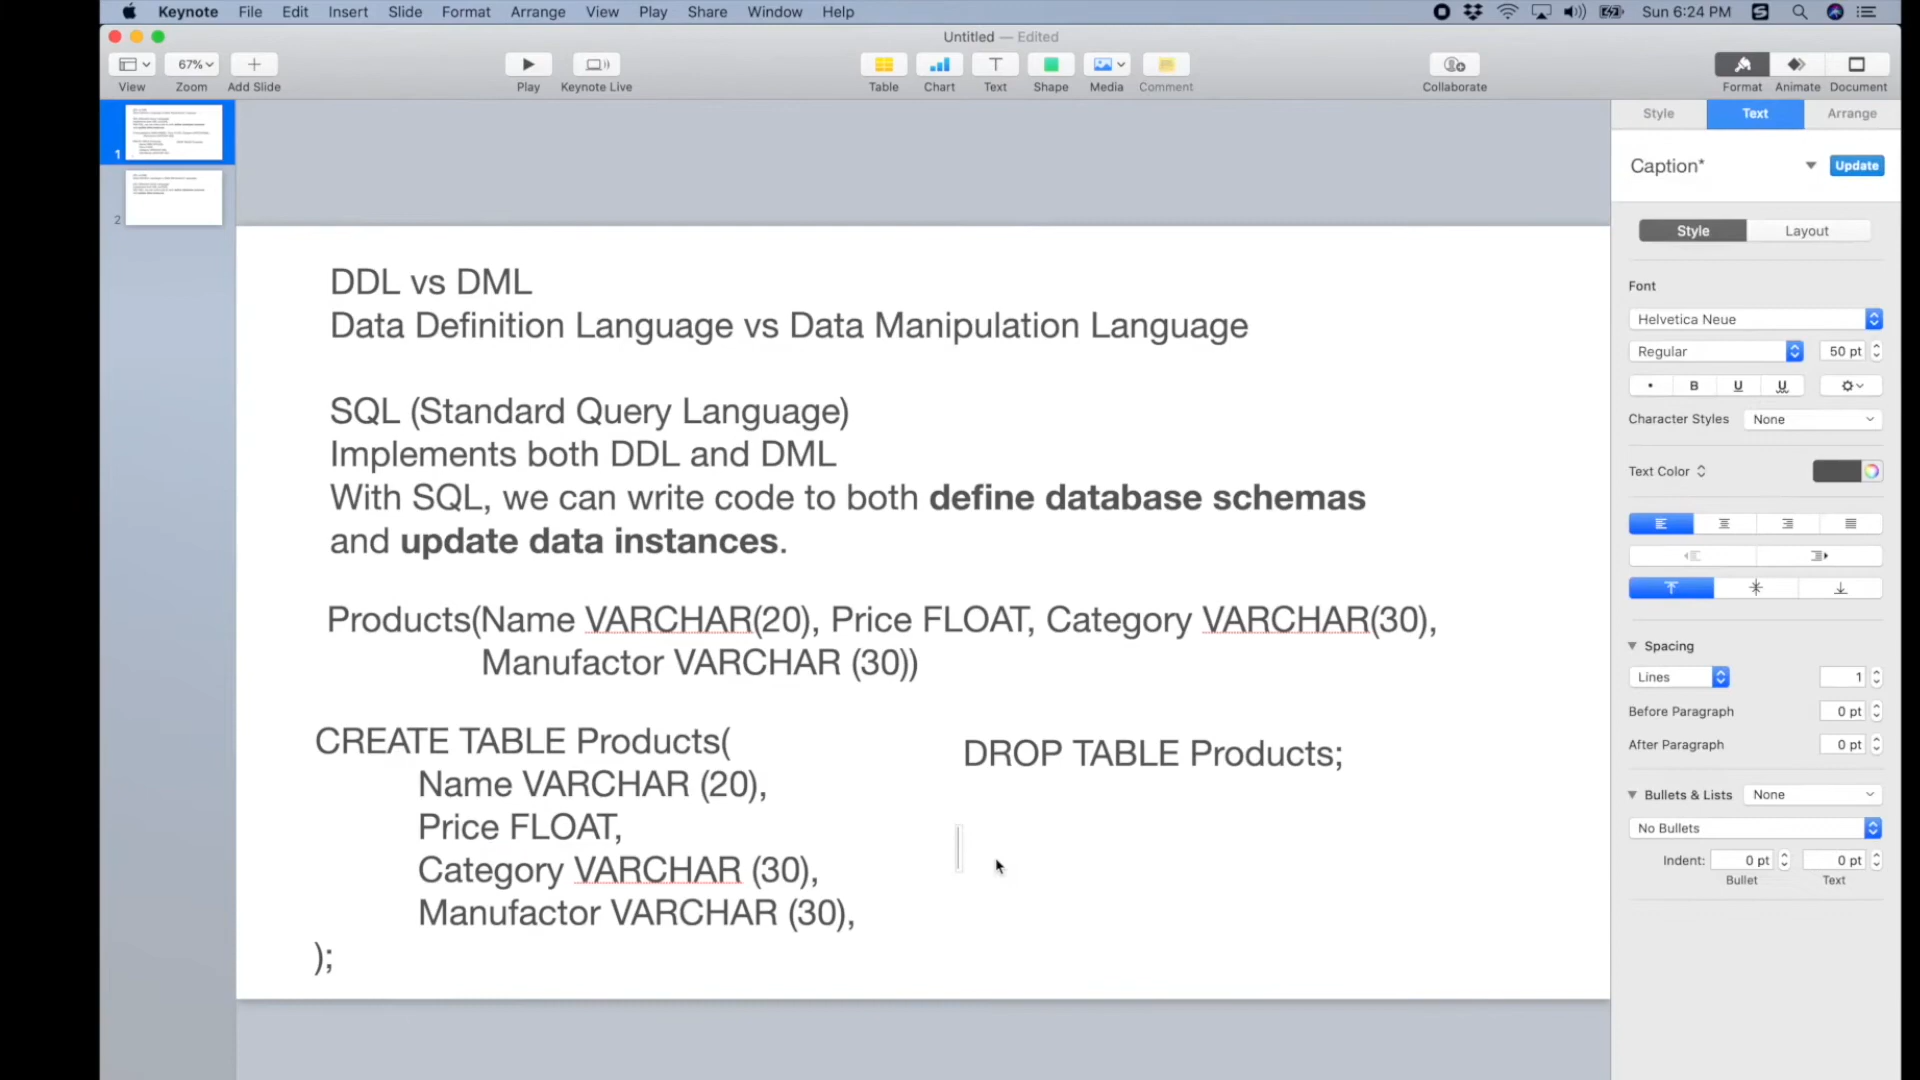 Keynote File Edit Insert Slide Format Arrange View Play Share Window Help Sun 6:24 PM
Untitled — Edited
67%
View Zoom Add Slide Play Keynote Live Table Chart Text Shape Media Comment Collaborate Format Animate Document
1
2
DDL vs DML
Data Definition Language vs Data Manipulation Language
SQL (Standard Query Language)
Implements both DDL and DML
With SQL, we can write code to both define database schemas
and update data instances.
Products(Name VARCHAR(20), Price FLOAT, Category VARCHAR(30),
Manufactor VARCHAR (30))
CREATE TABLE Products(
Name VARCHAR (20),
Price FLOAT,
Category VARCHAR (30),
Manufactor VARCHAR (30),
);
DROP TABLE Products;
Style Text Arrange
Caption* Update
Style Layout
Font
Helvetica Neue
Regular 50 pt
B U U
Character Styles None
Text Color
Spacing
Lines 1
Before Paragraph 0 pt
After Paragraph 0 pt
Bullets & Lists None
No Bullets
Indent: 0 pt 0 pt
Bullet Text